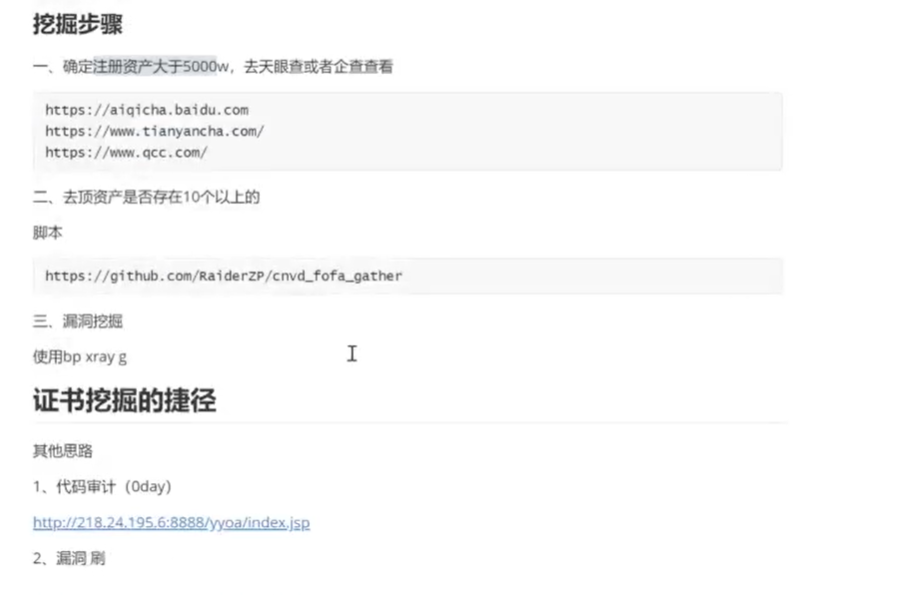 挖掘步骤
一、确定注册资产大于5000w，去天眼查或者企查查看
https://aiqicha.baidu.com
https://www.tianyancha.com/
https://www.qcc.com/
二、去顶资产是否存在10个以上的
脚本
https://github.com/RaiderZP/cnvd_fofa_gather
三、漏洞挖掘
使用bp xray g
证书挖掘的捷径
其他思路
1、代码审计（0day）
http://218.24.195.6:8888/yyoa/index.jsp
2、漏洞 刷